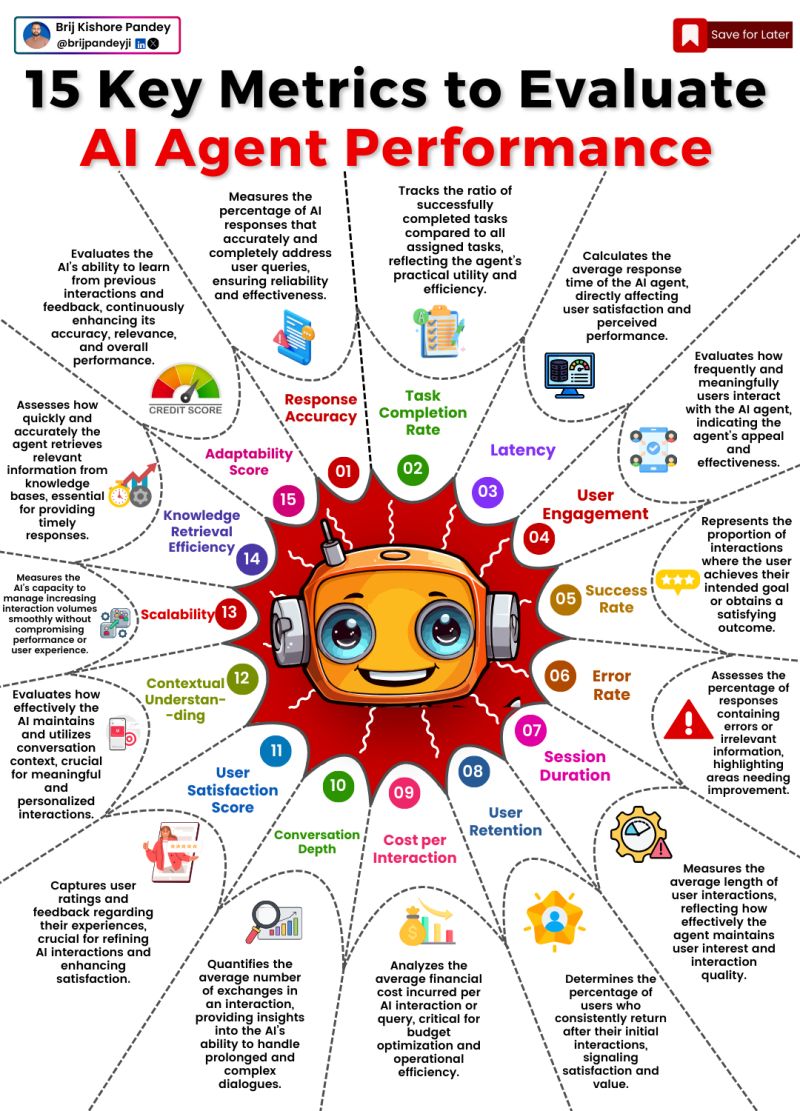 Brij Kishore Pandey
@brijpandeyji in X
Save for Later
15 Key Metrics to Evaluate
AI Agent Performance
Measures the
percentage of AI
responses that
accurately and
completely address
user queries,
ensuring reliability
and effectiveness.
Response
Accuracy
01
Tracks the ratio of
successfully
completed tasks
compared to all
assigned tasks,
reflecting the agent's
practical utility and
efficiency.
A
Task
Completion
Rate
02
Calculates the
average response
time of the AI agent,
directly affecting
user satisfaction and
perceived
performance.
Latency
03
Evaluates how
frequently and
meaningfully
users interact
with the AI agent,
indicating the
agent's appeal
and
effectiveness.
User
Engagement
04
Represents the
proportion of
interactions
where the user
achieves their
intended goal
or obtains a
satisfying
outcome.
05
Success
Rate
Assesses the
percentage of
responses
containing
errors or
irrelevant
information,
highlighting
areas needing
improvement.
06
Error
Rate
07
Session
Duration
Measures the
average length of
user interactions,
reflecting how
effectively the
agent maintains
user interest and
interaction
quality.
08
User
Retention
Determines the
percentage of
users who
consistently return
after their initial
interactions,
signaling
satisfaction and
value.
09
Cost per
Interaction
$
Analyzes the
average financial
cost incurred per
AI interaction or
query, critical for
budget
optimization and
operational
efficiency.
10
Conversation
Depth
Quantifies the
average number
of exchanges in
an interaction,
providing insights
into the AI's
ability to handle
prolonged and
complex
dialogues.
11
User
Satisfaction
Score
Captures user
ratings and
feedback regarding
their experiences,
crucial for refining
AI interactions and
enhancing
satisfaction.
12
Contextual
Understan-
-ding
Evaluates how
effectively the
AI maintains
and utilizes
conversation
context, crucial
for meaningful
and
personalized
interactions.
Scalability
13
Measures the
AI's capacity to
manage increasing
interaction volumes
smoothly without
compromising
performance or
user experience.
Knowledge
Retrieval
Efficiency
14
Assesses how
quickly and
accurately the
agent retrieves
relevant
information from
knowledge
bases, essential
for providing
timely
responses.
Adaptability
Score
15
Evaluates the
AI's ability to learn
from previous
interactions and
feedback, continuously
enhancing its
accuracy, relevance,
and overall
performance.
CREDIT SCORE